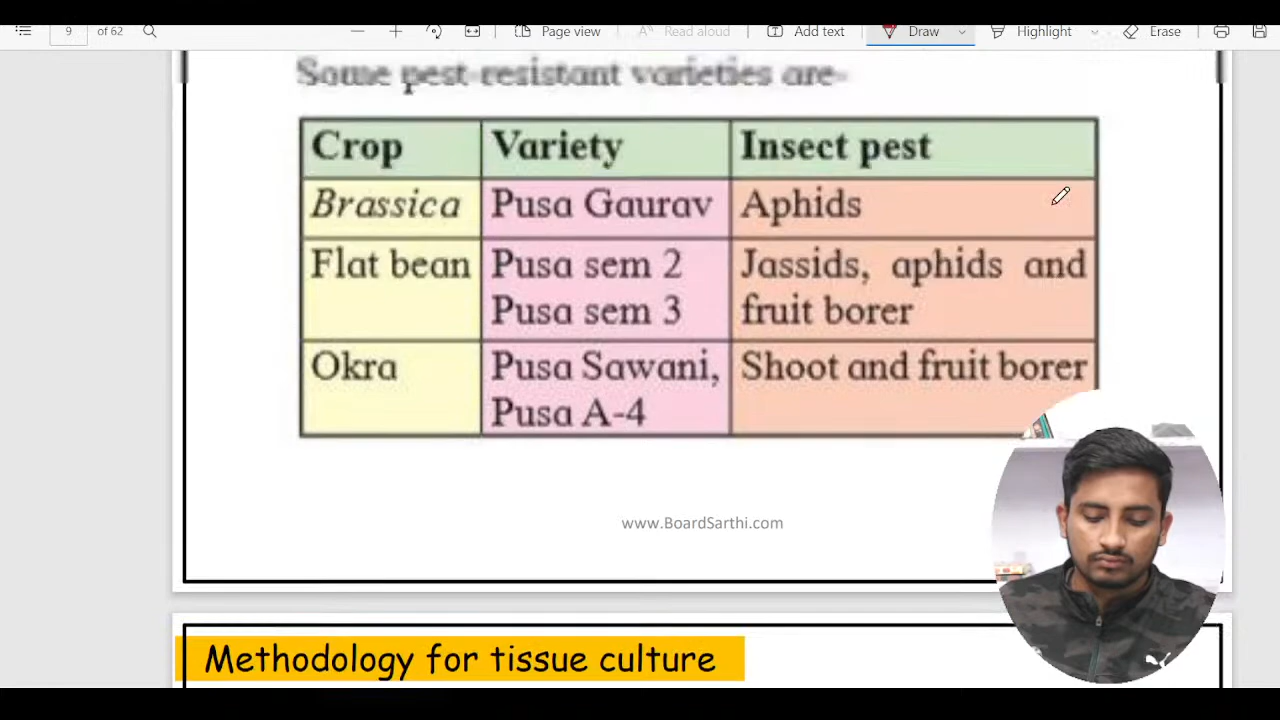 9 of 62 Page view Read aloud Add text Draw Highlight Erase
Some pest-resistant varieties are-
Crop Variety Insect pest
Brassica Pusa Gaurav Aphids
Flat bean Pusa sem 2 Jassids, aphids and
Pusa sem 3 fruit borer
Okra Pusa Sawani, Shoot and fruit borer
Pusa A-4
www.BoardSarthi.com
Methodology for tissue culture